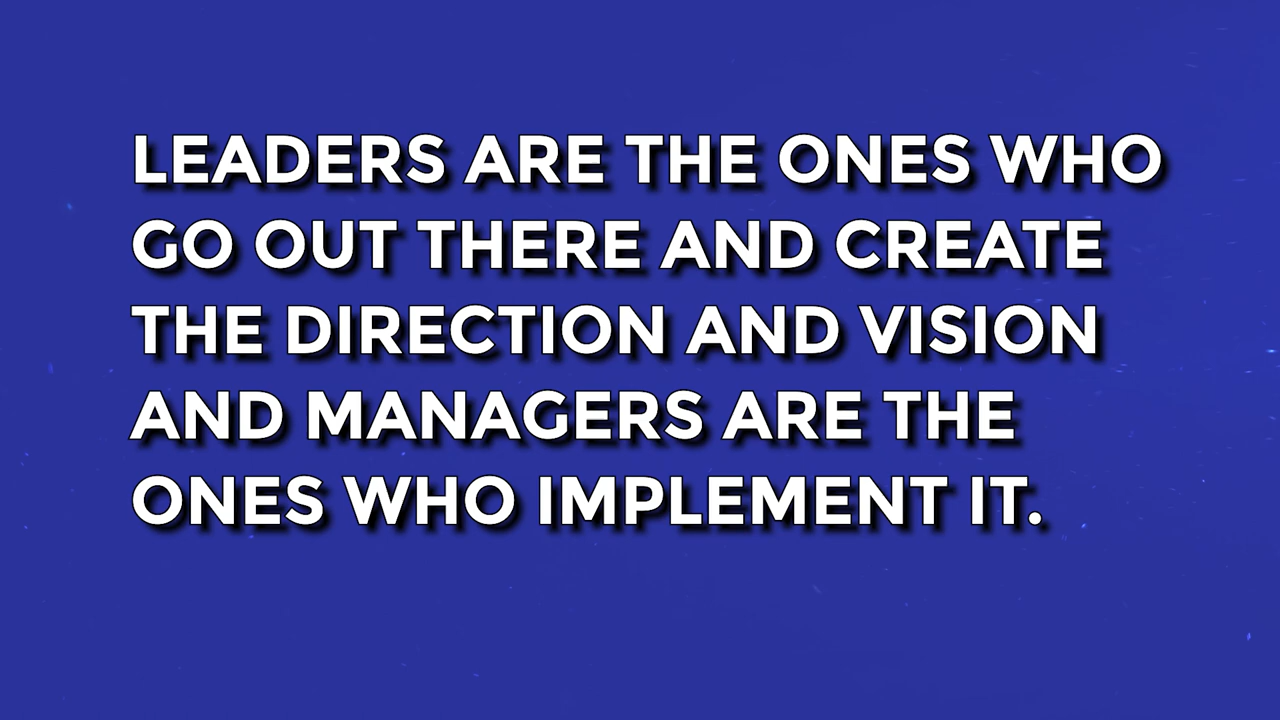 LEADERS ARE THE ONES WHO
GO OUT THERE AND CREATE
THE DIRECTION AND VISION
AND MANAGERS ARE THE
ONES WHO IMPLEMENT IT.